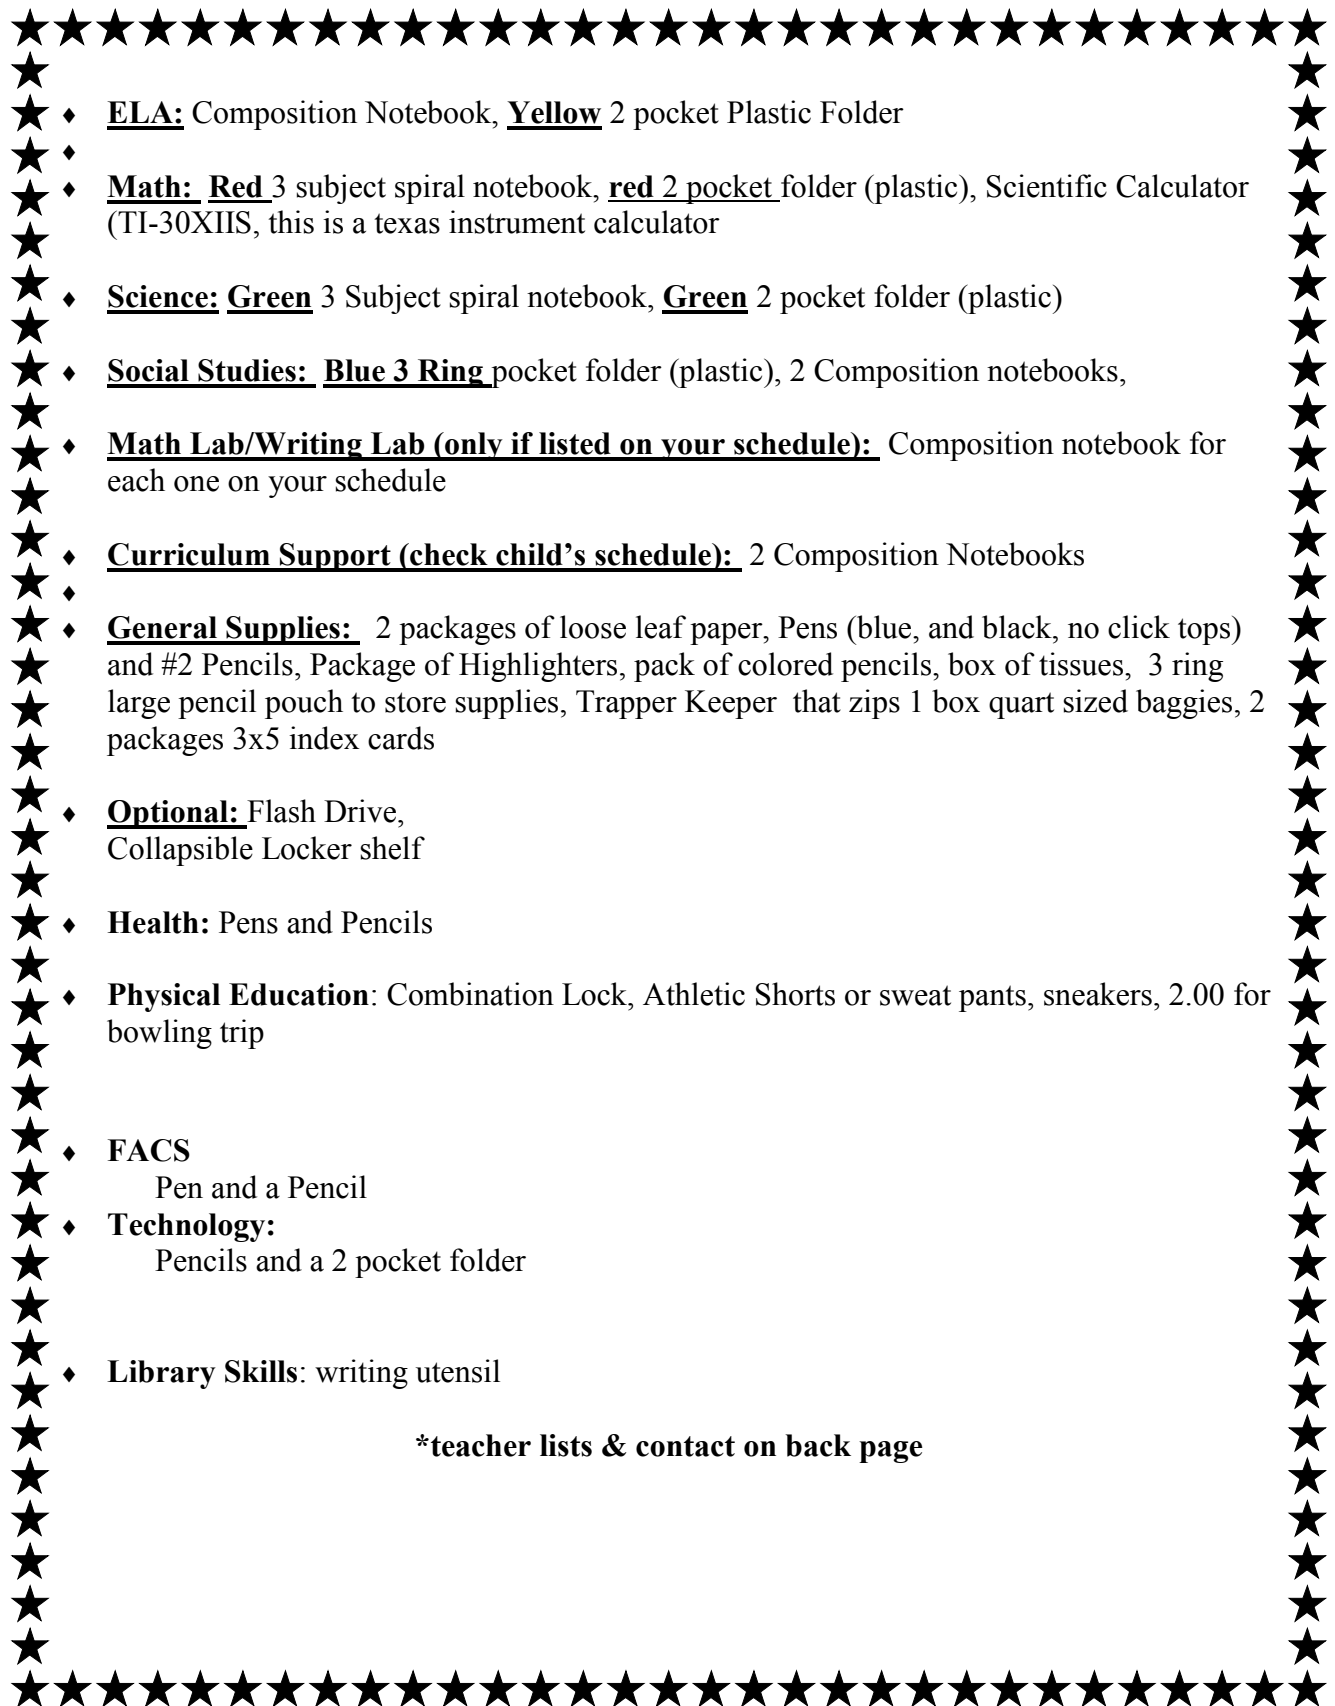 ♦ ELA: Composition Notebook, Yellow 2 pocket Plastic Folder
♦
♦ Math: Red 3 subject spiral notebook, red 2 pocket folder (plastic), Scientific Calculator
(TI-30XIIS, this is a texas instrument calculator
♦ Science: Green 3 Subject spiral notebook, Green 2 pocket folder (plastic)
♦ Social Studies: Blue 3 Ring pocket folder (plastic), 2 Composition notebooks,
♦ Math Lab/Writing Lab (only if listed on your schedule): Composition notebook for
each one on your schedule
♦ Curriculum Support (check child's schedule): 2 Composition Notebooks
♦
♦ General Supplies: 2 packages of loose leaf paper, Pens (blue, and black, no click tops)
and #2 Pencils, Package of Highlighters, pack of colored pencils, box of tissues, 3 ring
large pencil pouch to store supplies, Trapper Keeper that zips 1 box quart sized baggies, 2
packages 3x5 index cards
♦ Optional: Flash Drive,
Collapsible Locker shelf
♦ Health: Pens and Pencils
♦ Physical Education: Combination Lock, Athletic Shorts or sweat pants, sneakers, 2.00 for
bowling trip
♦ FACS
Pen and a Pencil
♦ Technology:
Pencils and a 2 pocket folder
♦ Library Skills: writing utensil
*teacher lists & contact on back page